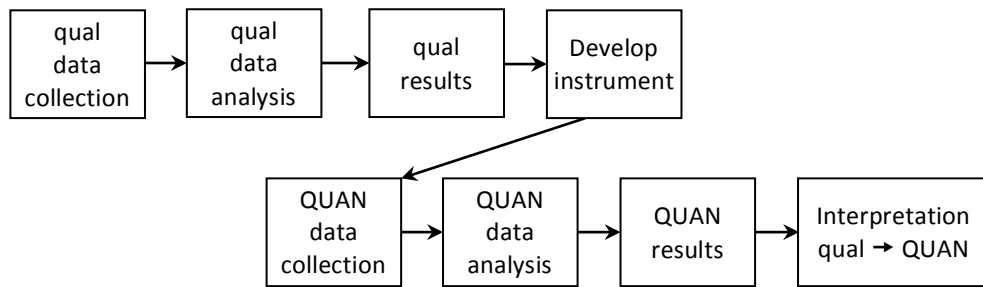 qual
data
collection
qual
data
analysis
qual
results
Develop
instrument
QUAN
data
collection
QUAN
data
analysis
QUAN
results
Interpretation
qual → QUAN